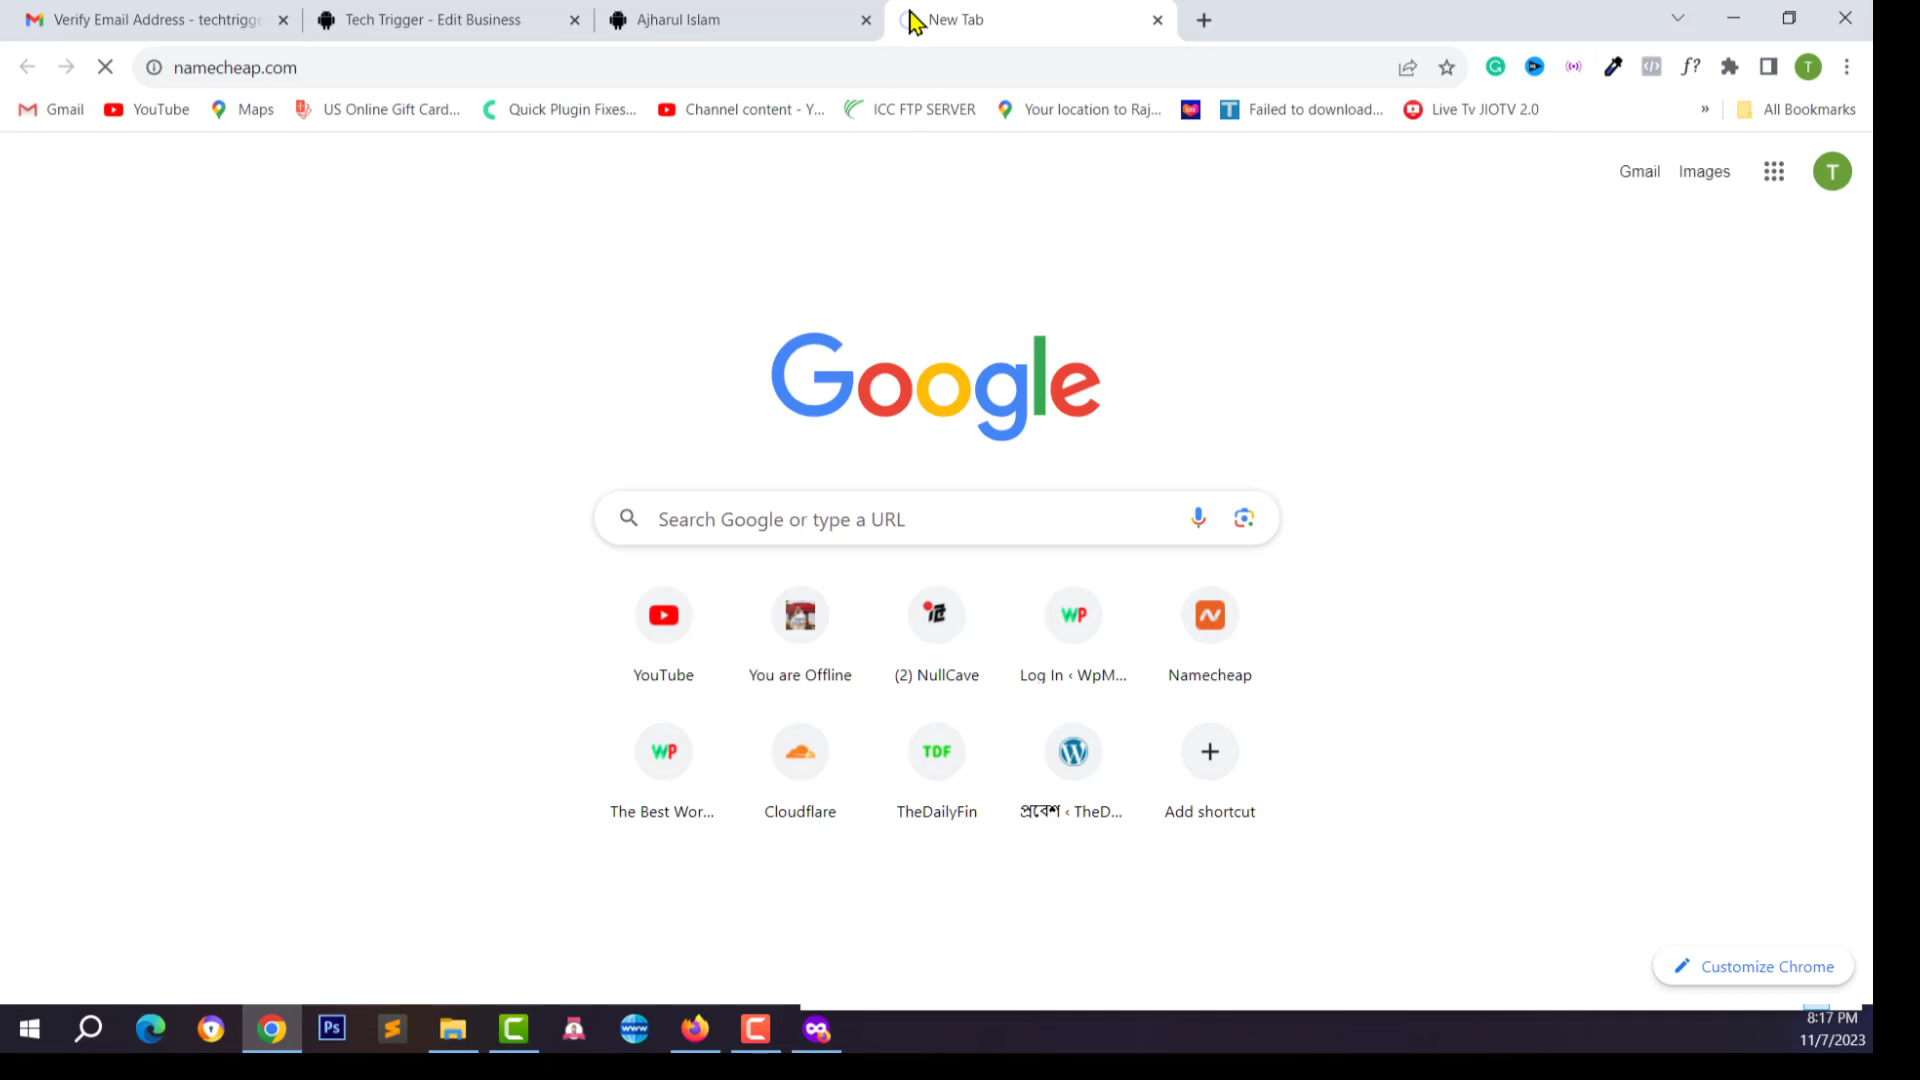 Verify Email Address - techtrigge
Tech Trigger - Edit Business
Ajharul Islam
New Tab
namecheap.com
f?
T
Gmail
YouTube
Maps
US Online Gift Card...
Quick Plugin Fixes...
Channel content - Y...
ICC FTP SERVER
Your location to Raj...
Failed to download...
Live Tv JIOTV 2.0
»
All Bookmarks
Gmail
Images
T
Google
Search Google or type a URL
WP
YouTube
You are Offline
(2) NullCave
Log In ‹ WpM...
Namecheap
WP
TDF
The Best Wor...
Cloudflare
TheDailyFin
প্রবেশ ‹ TheD...
Add shortcut
Customize Chrome
Ps
www
8:17 PM
11/7/2023